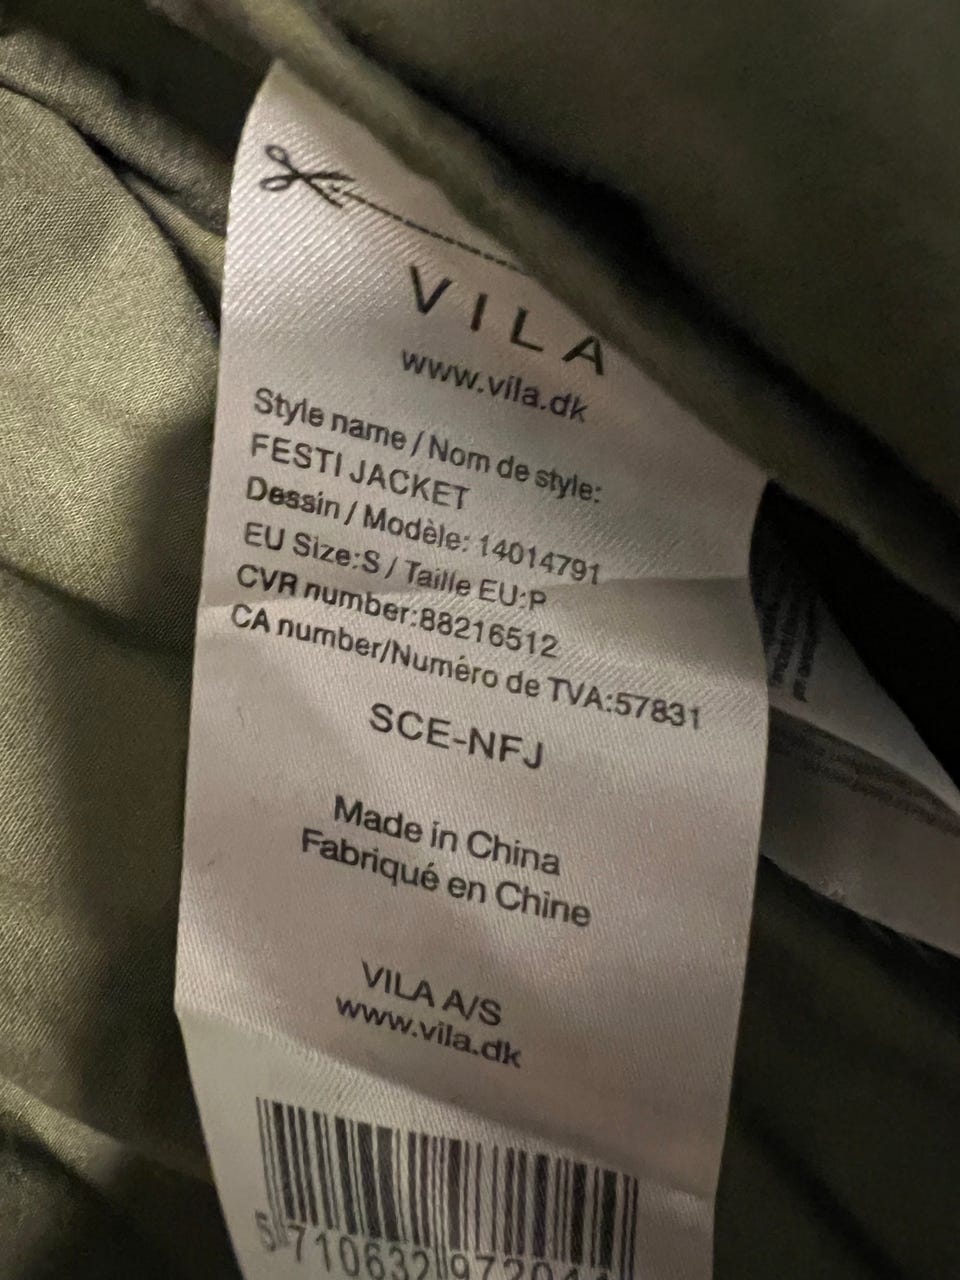 VILA
www.vila.dk
Style name / Nom de style:
FESTI JACKET
Dessin / Modèle: 14014791
EU Size:S / Taille EU:P
CVR number:88216512
CA number/Numéro de TVA:57831
SCE-NFJ
Made in China
Fabriqué en Chine
VILA A/S
www.vila.dk
5 710632